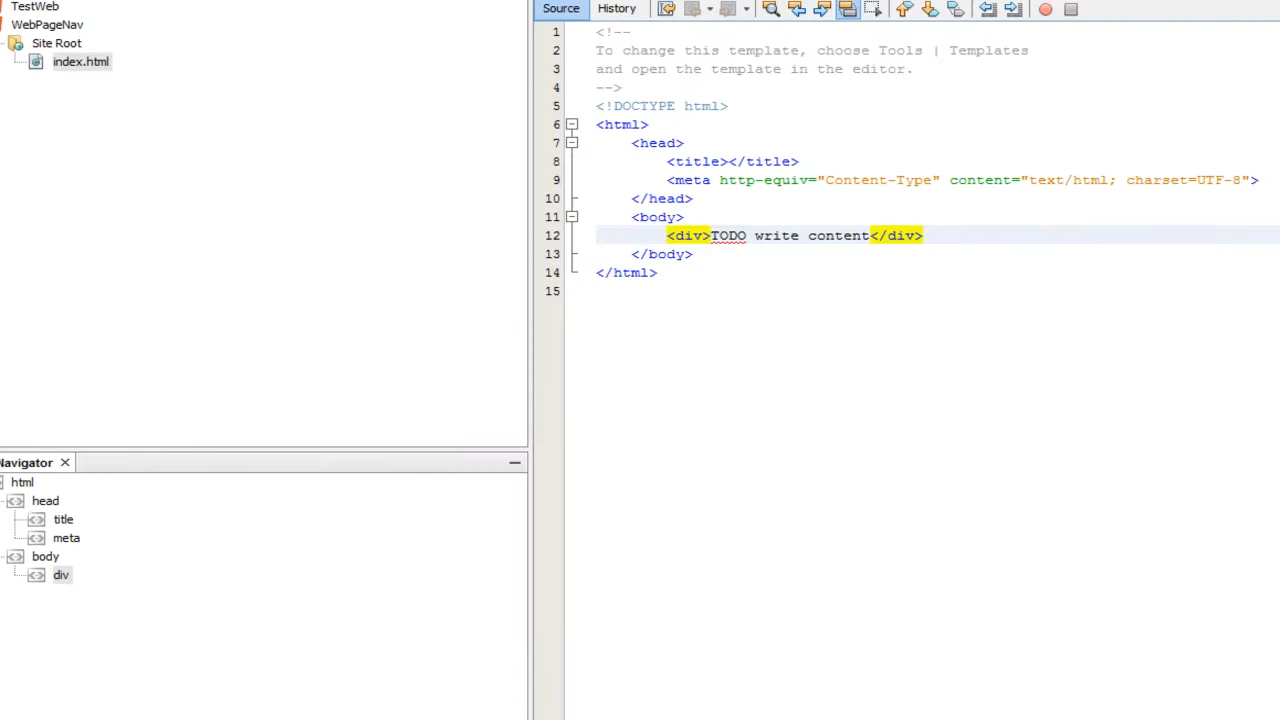 TestWeb
WebPageNav
Site Root
index.html
Navigator
html
head
title
meta
body
div
Source History
1 <!--
2 To change this template, choose Tools | Templates
3 and open the template in the editor.
4 -->
5 <!DOCTYPE html>
6 <html>
7 <head>
8 <title></title>
9 <meta http-equiv="Content-Type" content="text/html; charset=UTF-8">
10 </head>
11 <body>
12 <div>TODO write content</div>
13 </body>
14 </html>
15